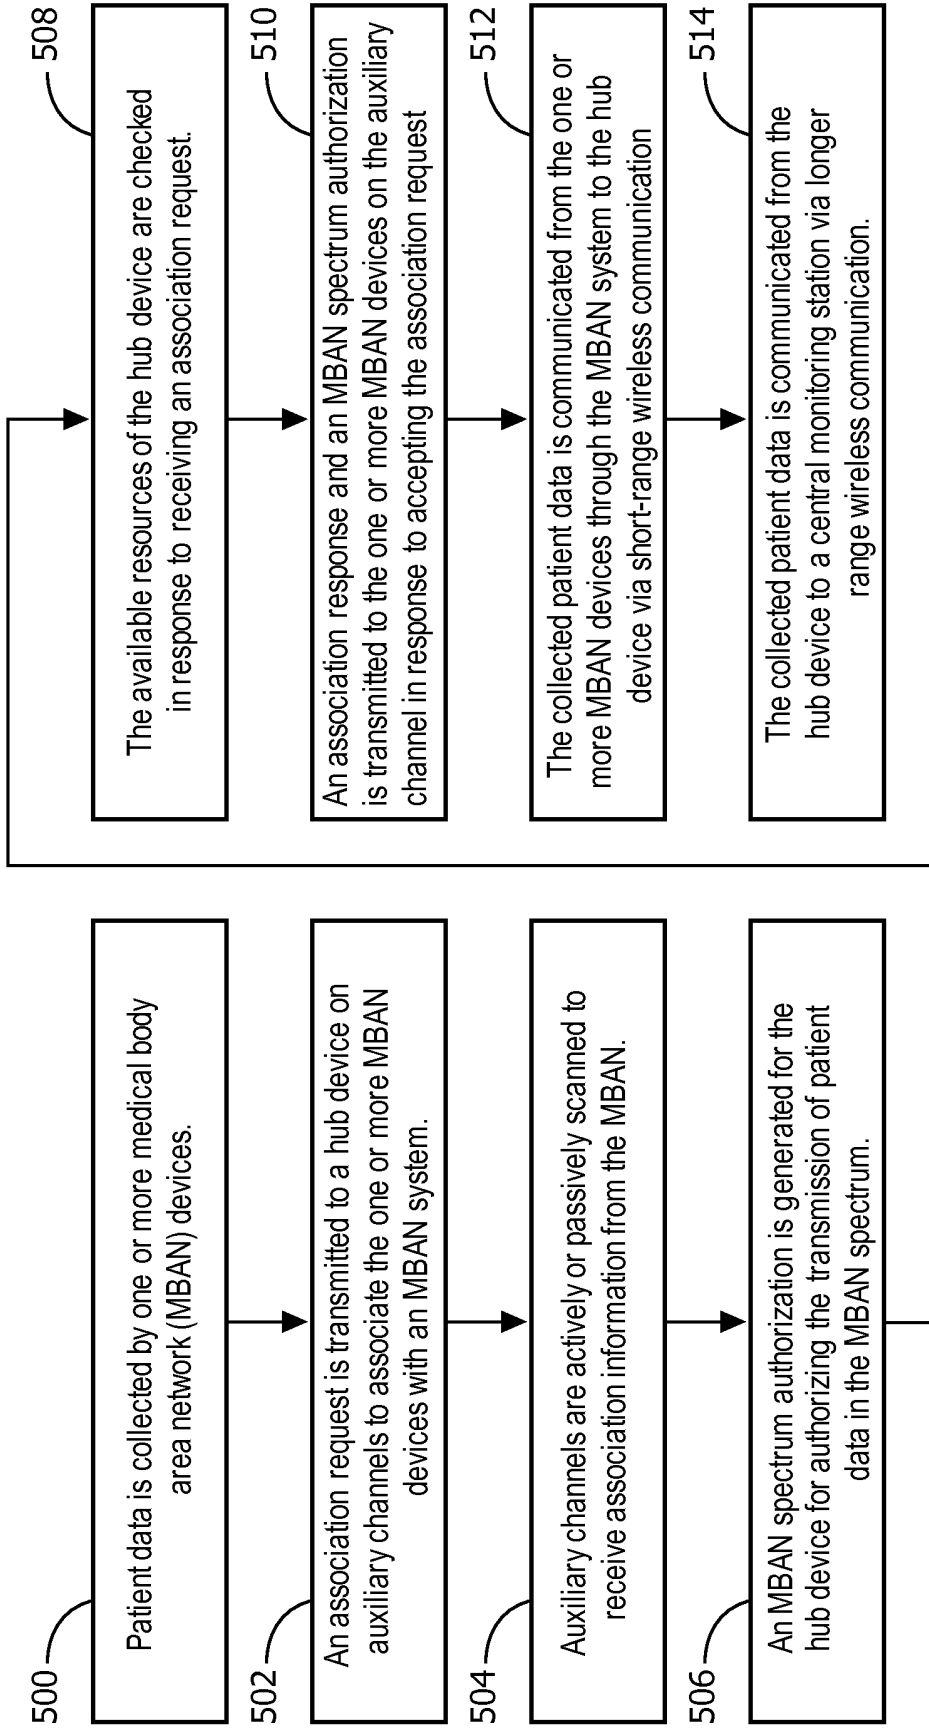 500
Patient data is collected by one or more medical body
area network (MBAN) devices.
502
An association request is transmitted to a hub device on
auxiliary channels to associate the one or more MBAN
devices with an MBAN system.
504
Auxiliary channels are actively or passively scanned to
receive association information from the MBAN.
506
An MBAN spectrum authorization is generated for the
hub device for authorizing the transmission of patient
data in the MBAN spectrum.
508
The available resources of the hub device are checked
in response to receiving an association request.
510
An association response and an MBAN spectrum authorization
is transmitted to the one or more MBAN devices on the auxiliary
channel in response to accepting the association request
512
The collected patient data is communicated from the one or
more MBAN devices through the MBAN system to the hub
device via short-range wireless communication
514
The collected patient data is communicated from the
hub device to a central monitoring station via longer
range wireless communication.